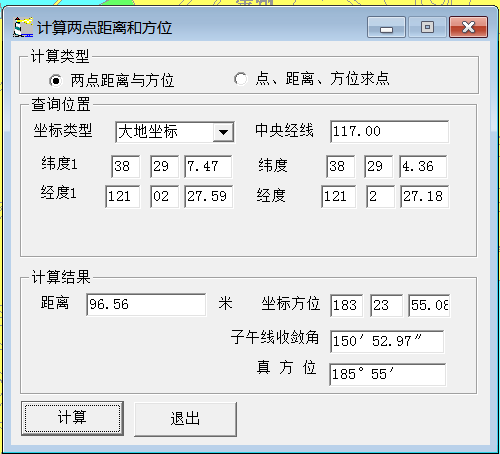 计算两点距离和方位
计算类型
两点距离与方位 点、距离、方位求点
查询位置
坐标类型 大地坐标 中央经线 117.00
纬度1 38 29 7.47 纬度 38 29 4.36
经度1 121 02 27.59 经度 121 2 27.18
计算结果
距离 96.56 米 坐标方位 183 23 55.08
子午线收敛角 150′52.97″
真 方 位 185°55′
计算 退出